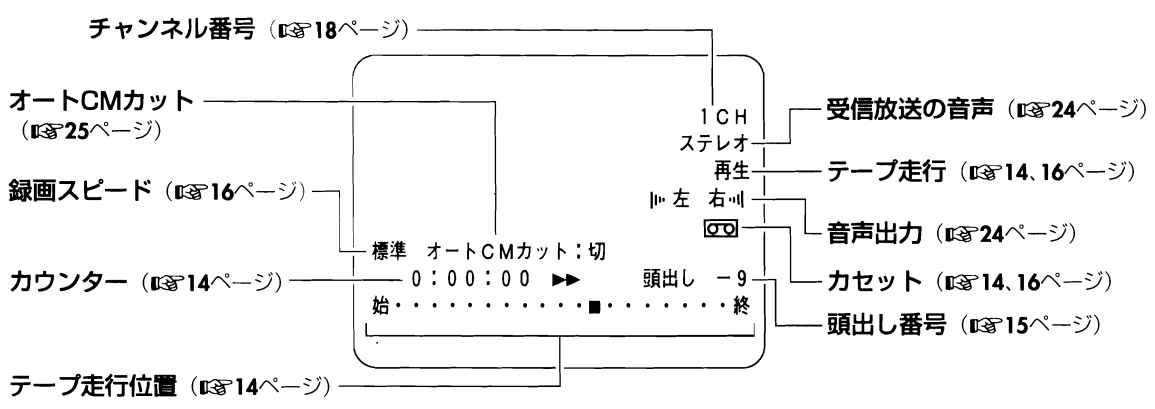 チャンネル番号（☞18ページ）
オートCMカット
（☞25ページ）
録画スピード（☞16ページ）
カウンター（☞14ページ）
テープ走行位置（☞14ページ）
1CH
ステレオ
再生
左 右
標準 オートCMカット：切
0：00：00 ▶▶ 頭出し −9
始・・・・・・・・・・・・■・・・・・・・終
受信放送の音声（☞24ページ）
テープ走行（☞14、16ページ）
音声出力（☞24ページ）
カセット（☞14、16ページ）
頭出し番号（☞15ページ）